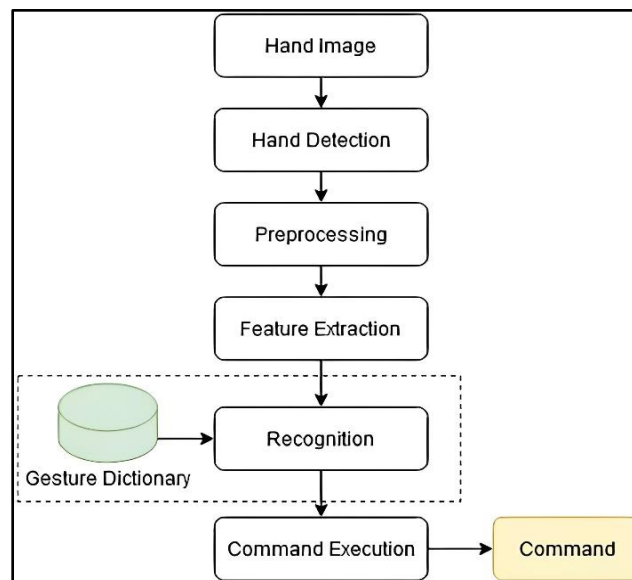 Hand Image
Hand Detection
Preprocessing
Feature Extraction
Recognition
Gesture Dictionary
Command Execution
Command